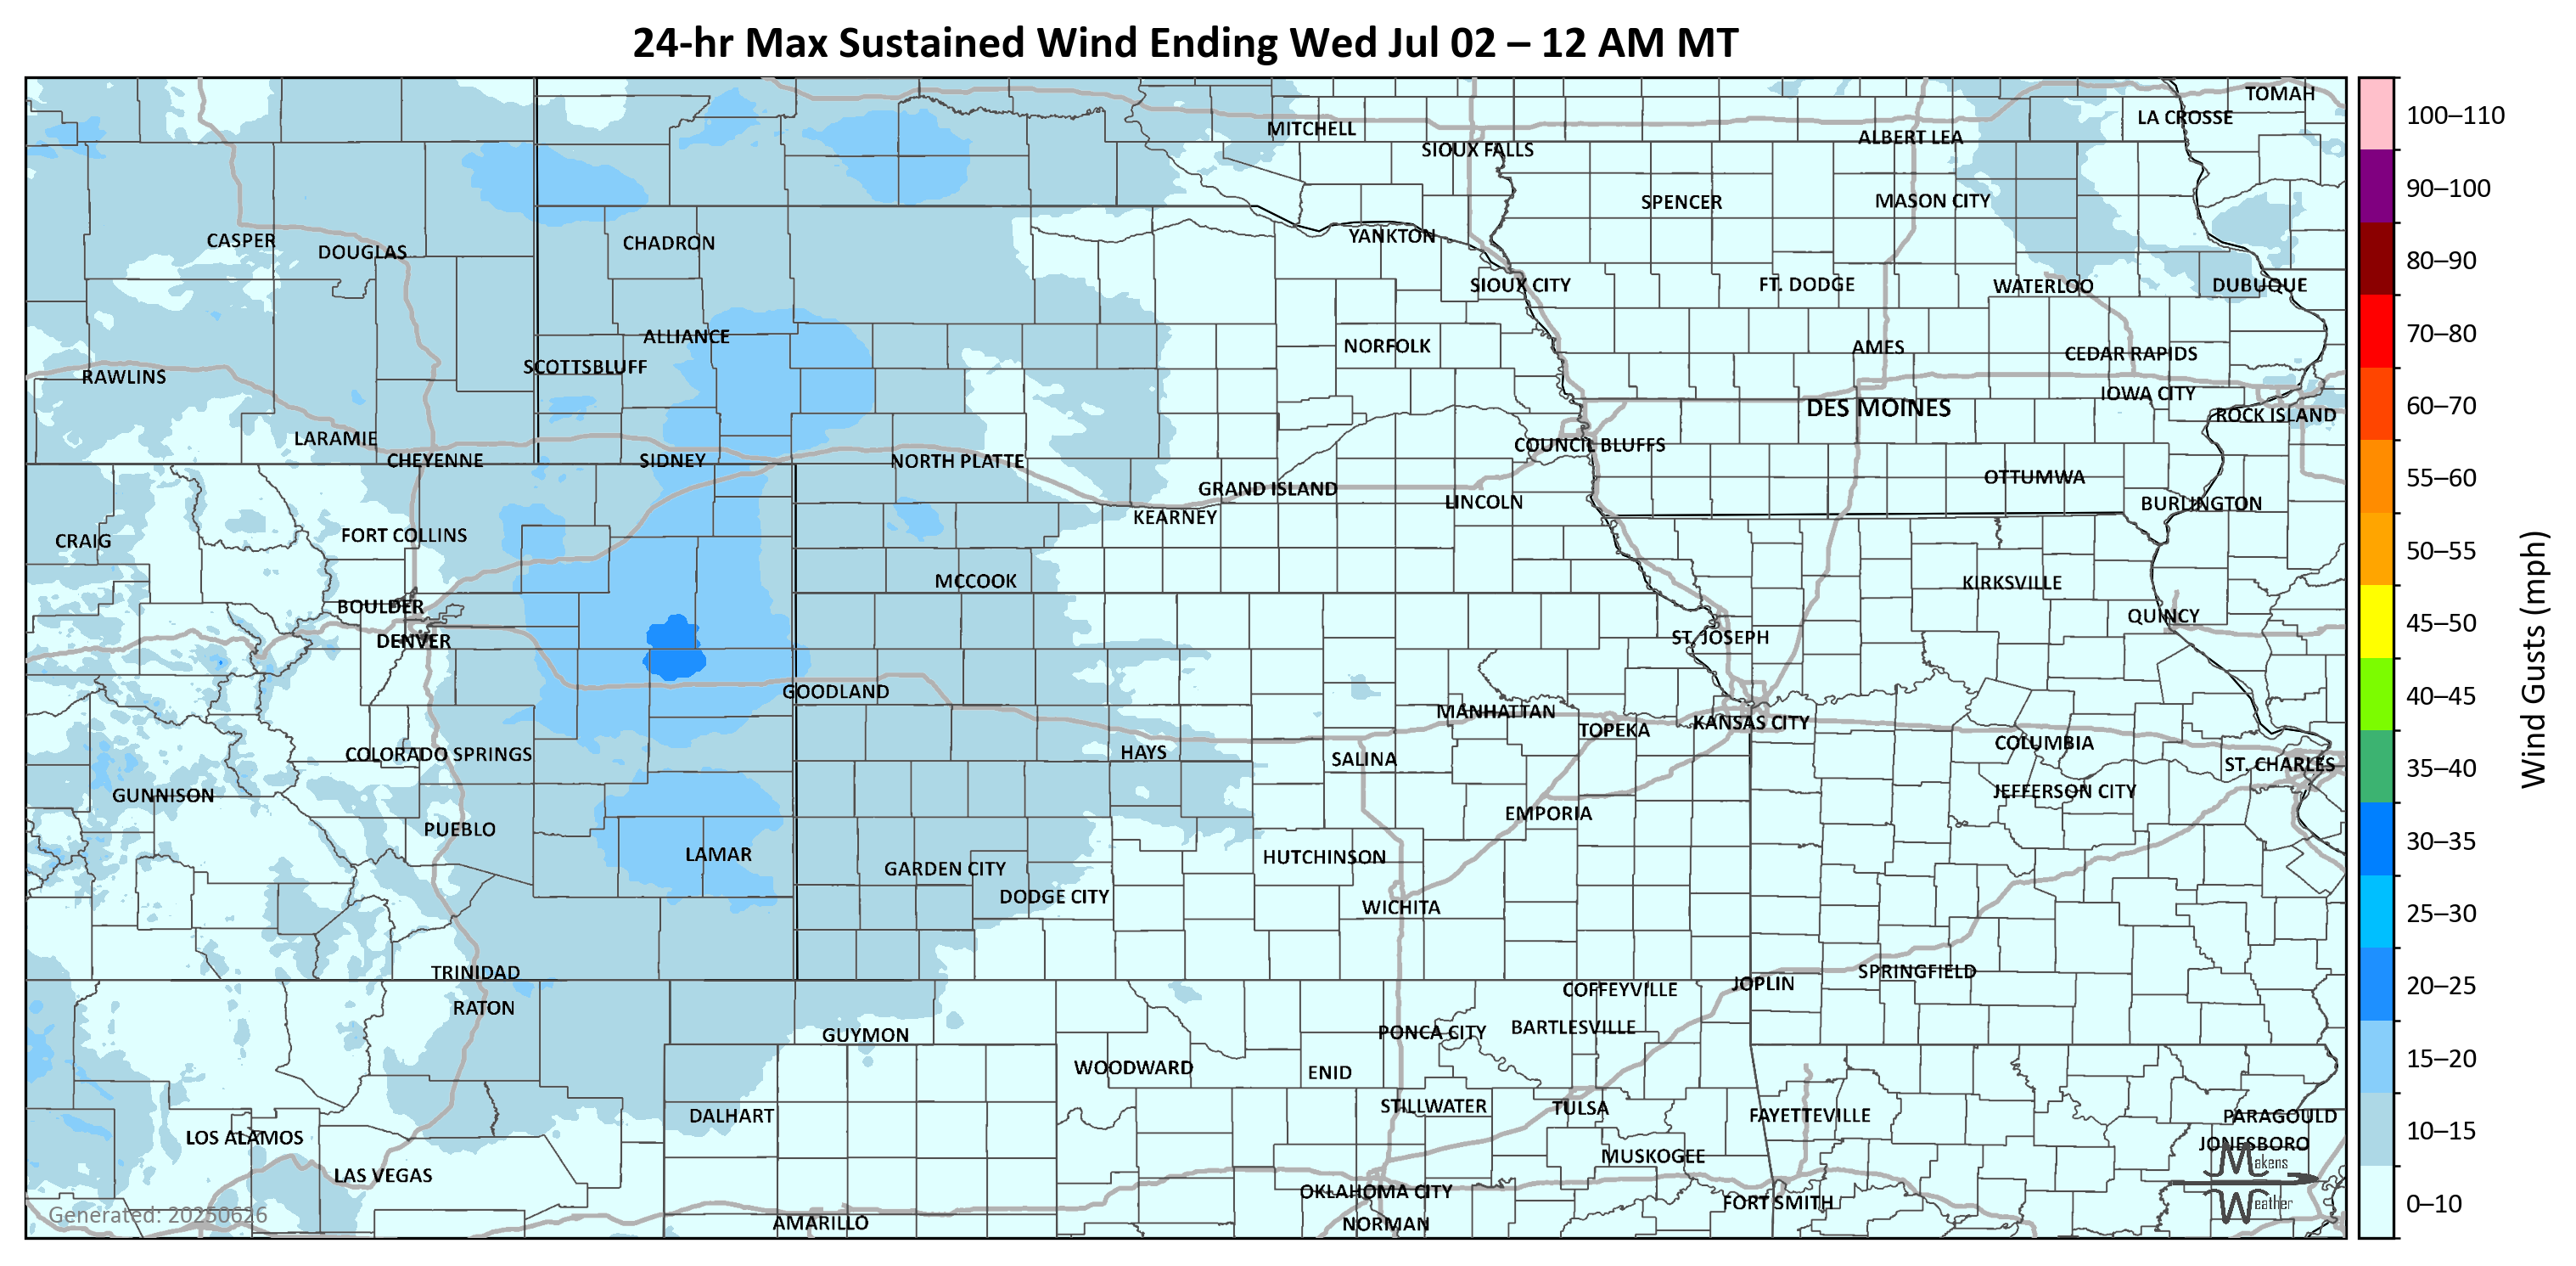 24-hr Max Sustained Wind Ending Wed Jul 02 – 12 AM MT
TOMAH
LA CROSSE
MITCHELL
ALBERT LEA
SIOUX FALLS
SPENCER
MASON CITY
CASPER
DOUGLAS
CHADRON
YANKTON
SIOUX CITY
FT. DODGE
WATERLOO
DUBUQUE
ALLIANCE
NORFOLK
AMES
CEDAR RAPIDS
SCOTTSBLUFF
RAWLINS
IOWA CITY
DES MOINES
ROCK ISLAND
LARAMIE
COUNCIL BLUFFS
CHEYENNE
SIDNEY
NORTH PLATTE
OTTUMWA
GRAND ISLAND
LINCOLN
BURLINGTON
KEARNEY
FORT COLLINS
CRAIG
MCCOOK
KIRKSVILLE
BOULDER
QUINCY
DENVER
ST. JOSEPH
GOODLAND
MANHATTAN
TOPEKA
KANSAS CITY
COLUMBIA
COLORADO SPRINGS
HAYS
SALINA
ST. CHARLES
GUNNISON
JEFFERSON CITY
EMPORIA
PUEBLO
LAMAR
HUTCHINSON
GARDEN CITY
DODGE CITY
WICHITA
TRINIDAD
SPRINGFIELD
JOPLIN
COFFEYVILLE
RATON
GUYMON
PONCA CITY
BARTLESVILLE
WOODWARD
ENID
STILLWATER
TULSA
DALHART
FAYETTEVILLE
PARAGOULD
LOS ALAMOS
JONESBORO
MUSKOGEE
LAS VEGAS
OKLAHOMA CITY
FORT SMITH
AMARILLO
NORMAN
Generated: 20250626
Makens
Weather
100–110
90–100
80–90
70–80
60–70
55–60
50–55
45–50
40–45
35–40
30–35
25–30
20–25
15–20
10–15
0–10
Wind Gusts (mph)